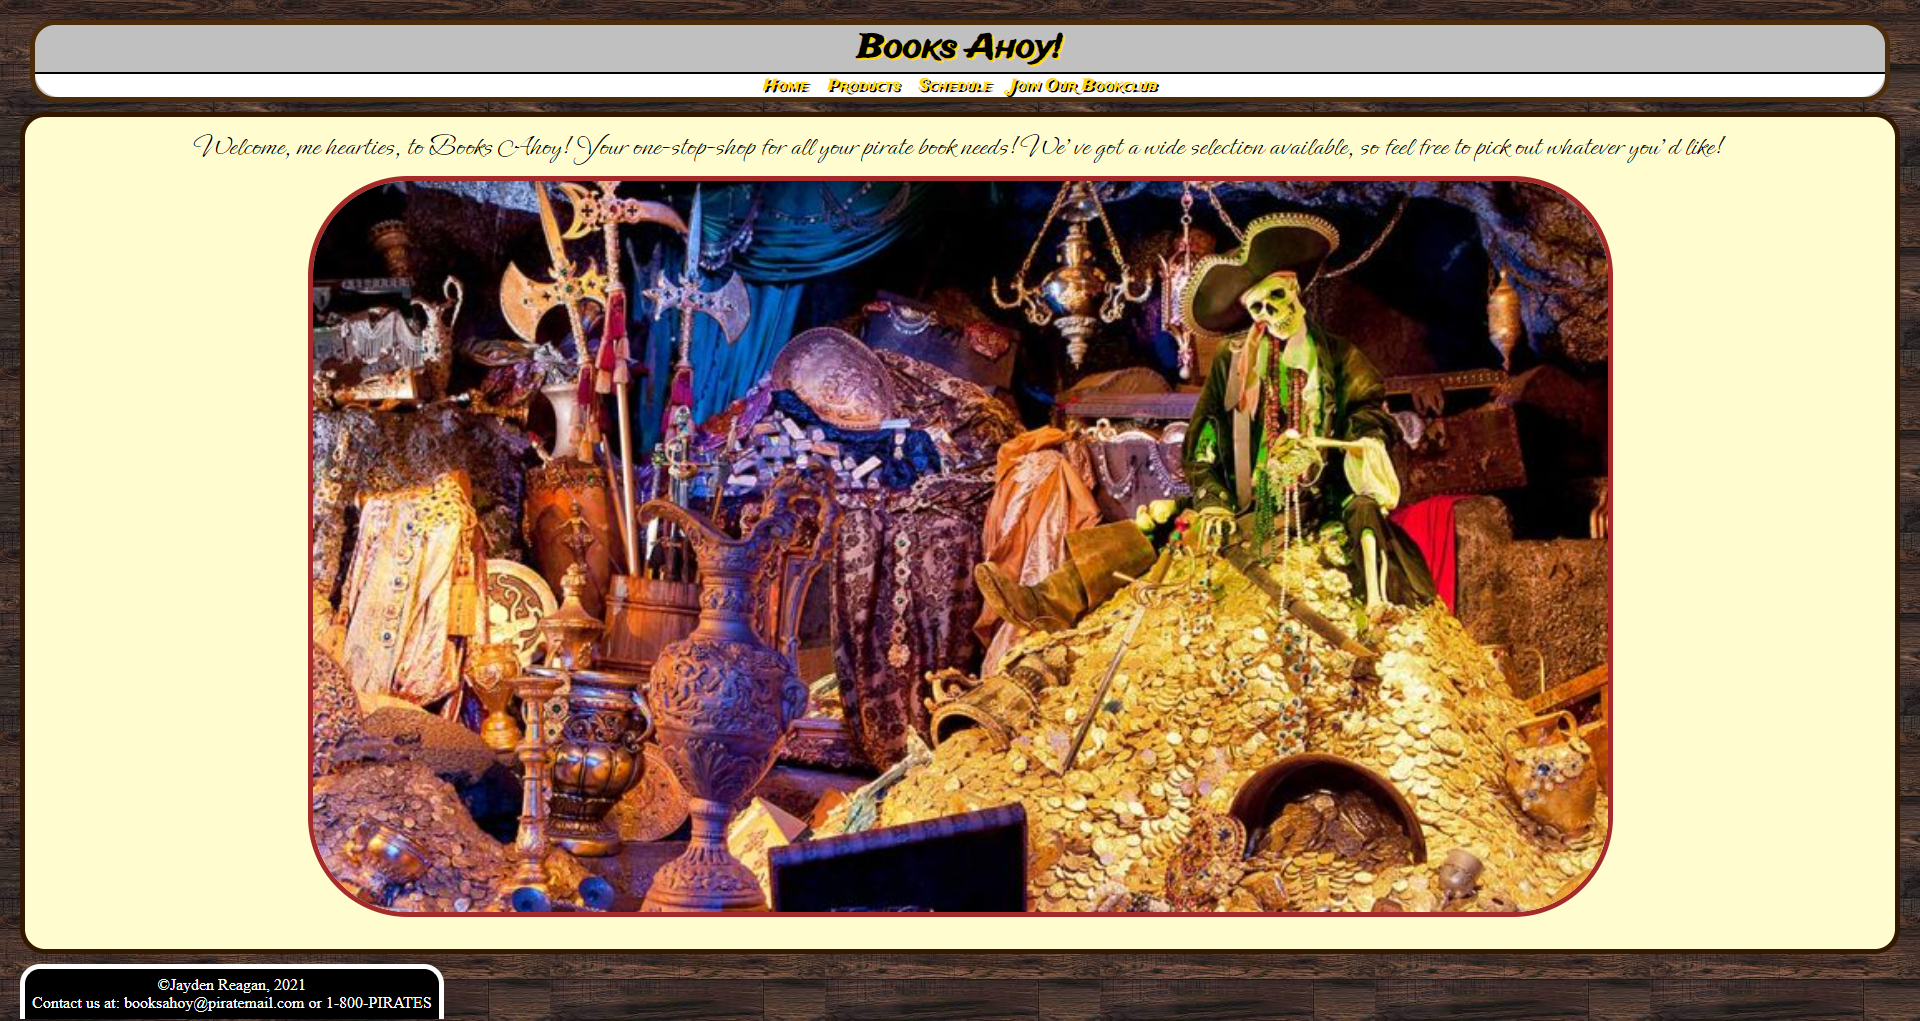 Books Ahoy!
Home Products Schedule Join Our Bookclub
Welcome, me hearties, to Books Ahoy! Your one-stop-shop for all your pirate book needs! We've got a wide selection available, so feel free to pick out whatever you'd like!
©Jayden Reagan, 2021
Contact us at: booksahoy@piratemail.com or 1-800-PIRATES